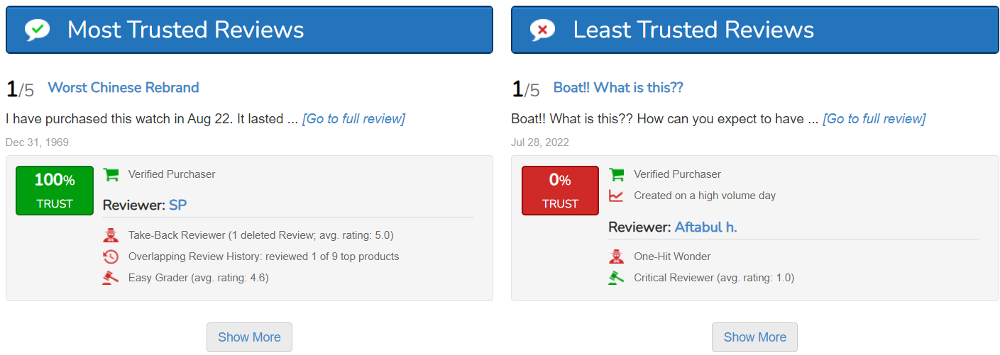 Most Trusted Reviews
1/5 Worst Chinese Rebrand
I have purchased this watch in Aug 22. It lasted ... [Go to full review]
Dec 31, 1969
100%
TRUST
Verified Purchaser
Reviewer: SP
Take-Back Reviewer (1 deleted Review; avg. rating: 5.0)
Overlapping Review History: reviewed 1 of 9 top products
Easy Grader (avg. rating: 4.6)
Show More
Least Trusted Reviews
1/5 Boat!! What is this??
Boat!! What is this?? How can you expect to have ... [Go to full review]
Jul 28, 2022
0%
TRUST
Verified Purchaser
Created on a high volume day
Reviewer: Aftabul h.
One-Hit Wonder
Critical Reviewer (avg. rating: 1.0)
Show More